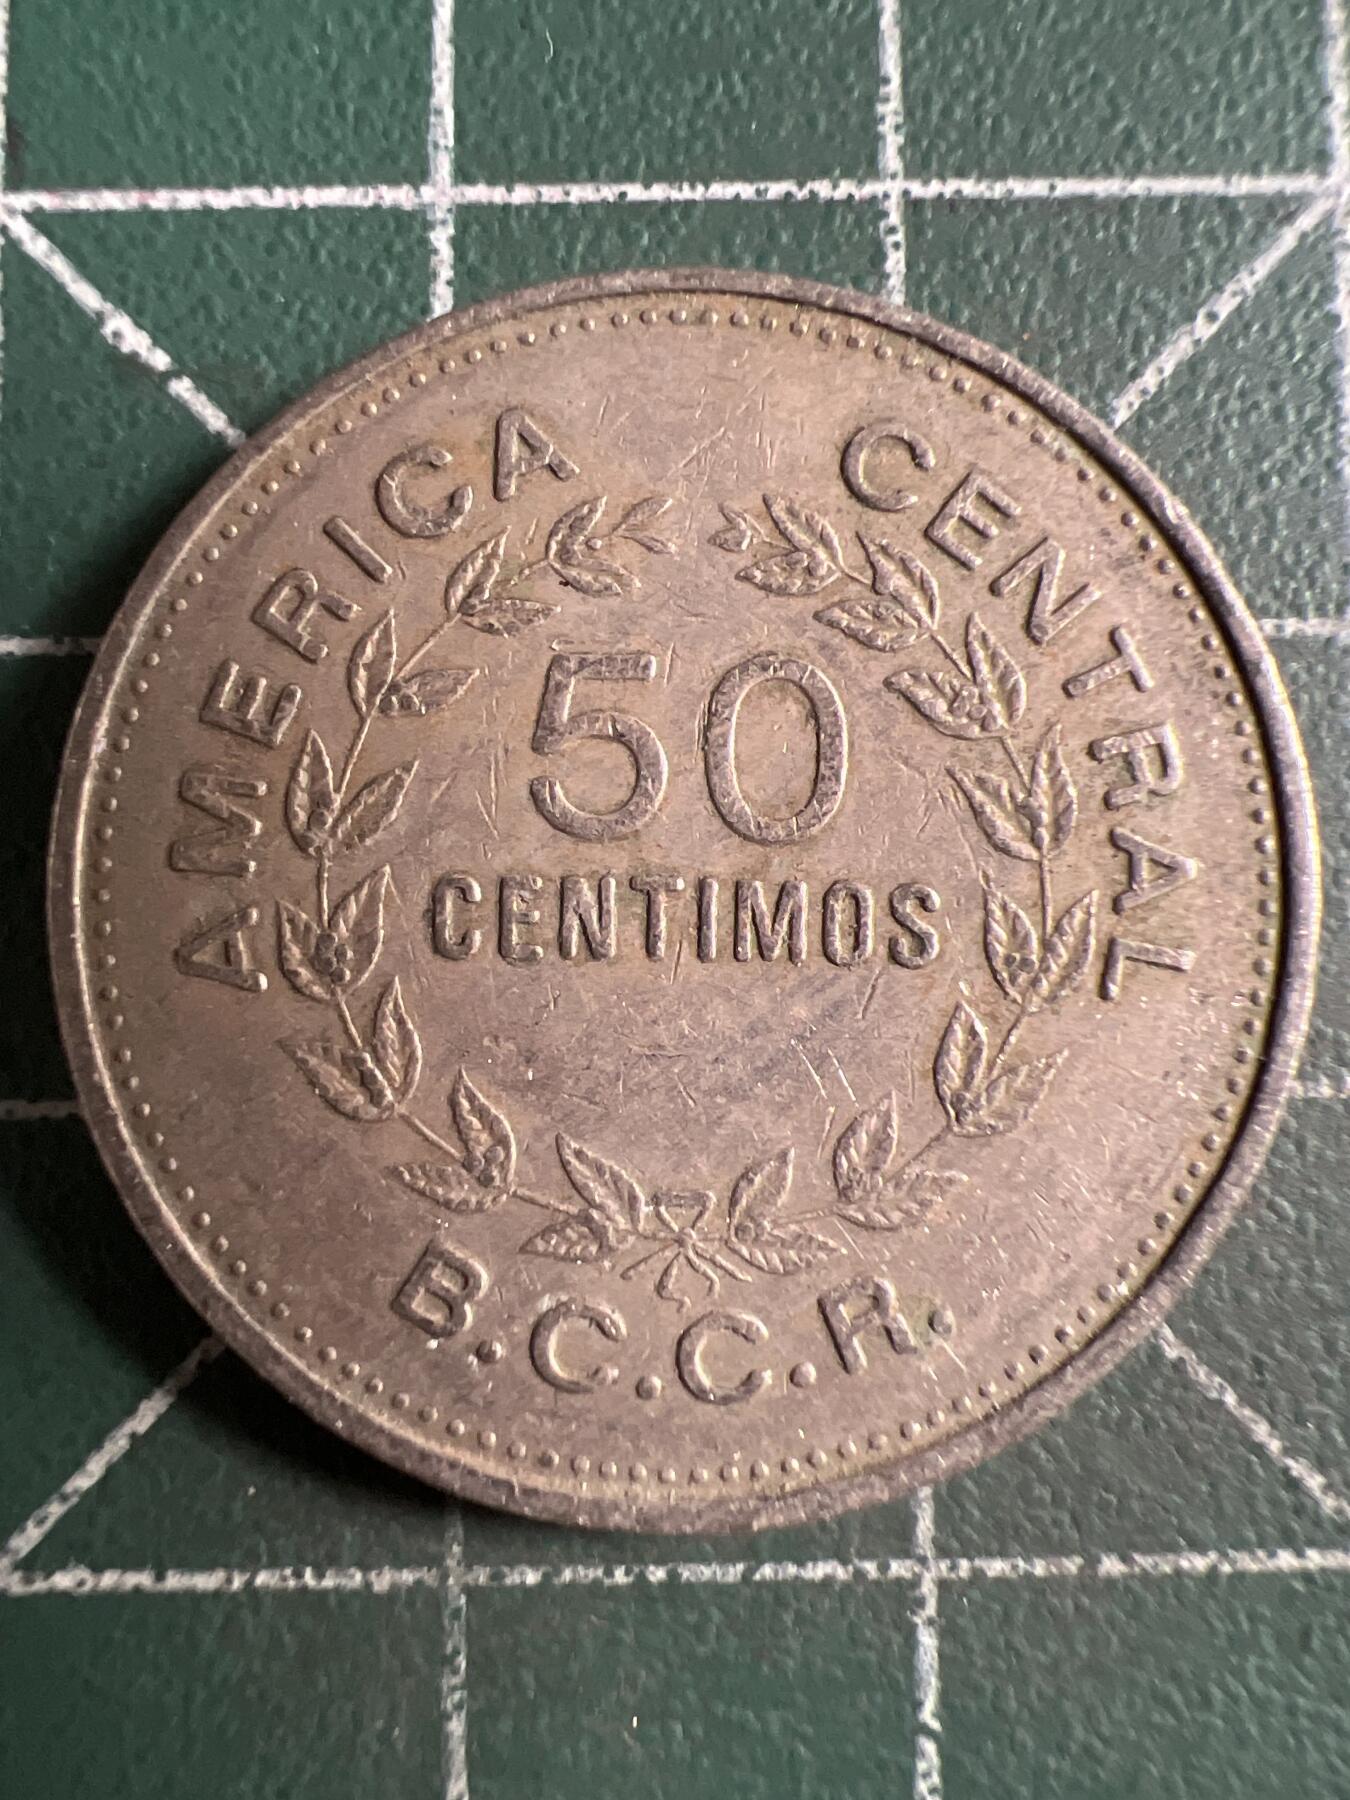 AMERICA CENTRAL
50
CENTIMOS
B.C.C.R.